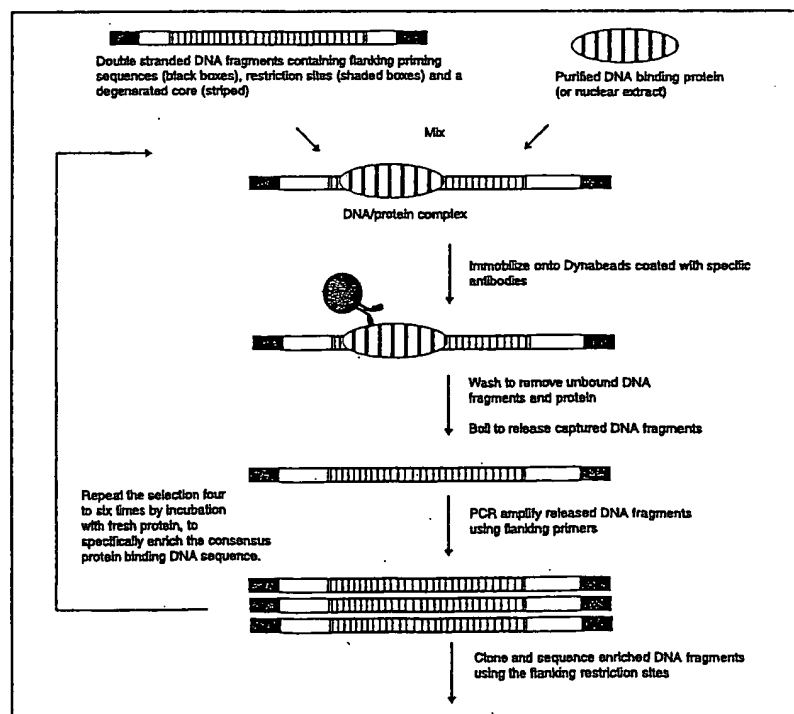 Double stranded DNA fragments containing flanking priming
sequences (black boxes), restriction sites (shaded boxes) and a
degenerated core (striped)
Purified DNA binding protein
(or nuclear extract)
Mix
DNA/protein complex
Immobilize onto Dynabeads coated with specific
antibodies
Wash to remove unbound DNA
fragments and protein
Boil to release captured DNA fragments
Repeat the selection four
to six times by incubation
with fresh protein, to
specifically enrich the consensus
protein binding DNA sequence.
PCR amplify released DNA fragments
using flanking primers
Clone and sequence enriched DNA fragments
using the flanking restriction sites